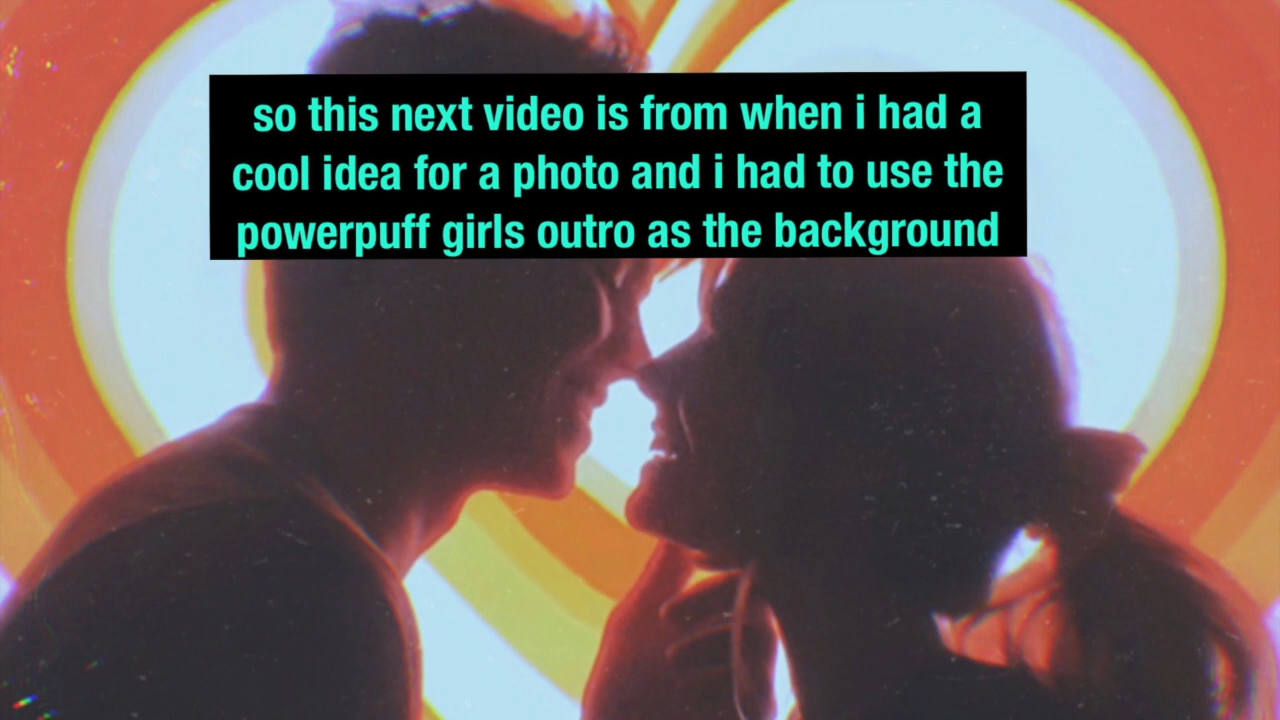 so this next video is from when i had a
cool idea for a photo and i had to use the
powerpuff girls outro as the background